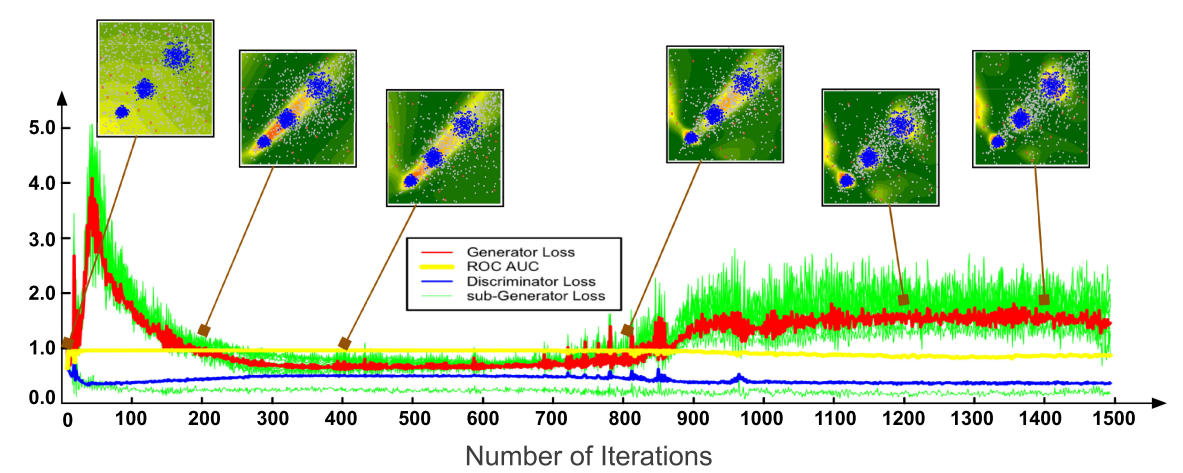 5.0
4.0
3.0
2.0
1.0
0.0
Generator Loss
ROC AUC
Discriminator Loss
sub-Generator Loss
0 100 200 300 400 500 600 700 800 900 1000 1100 1200 1300 1400 1500
Number of Iterations